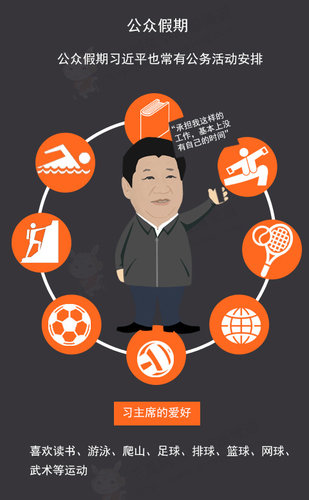 公众假期
公众假期习近平也常有公务活动安排
“承担我这样的
工作，基本上没
有自己的时间”
习主席的爱好
喜欢读书、游泳、爬山、足球、排球、篮球、网球、
武术等运动